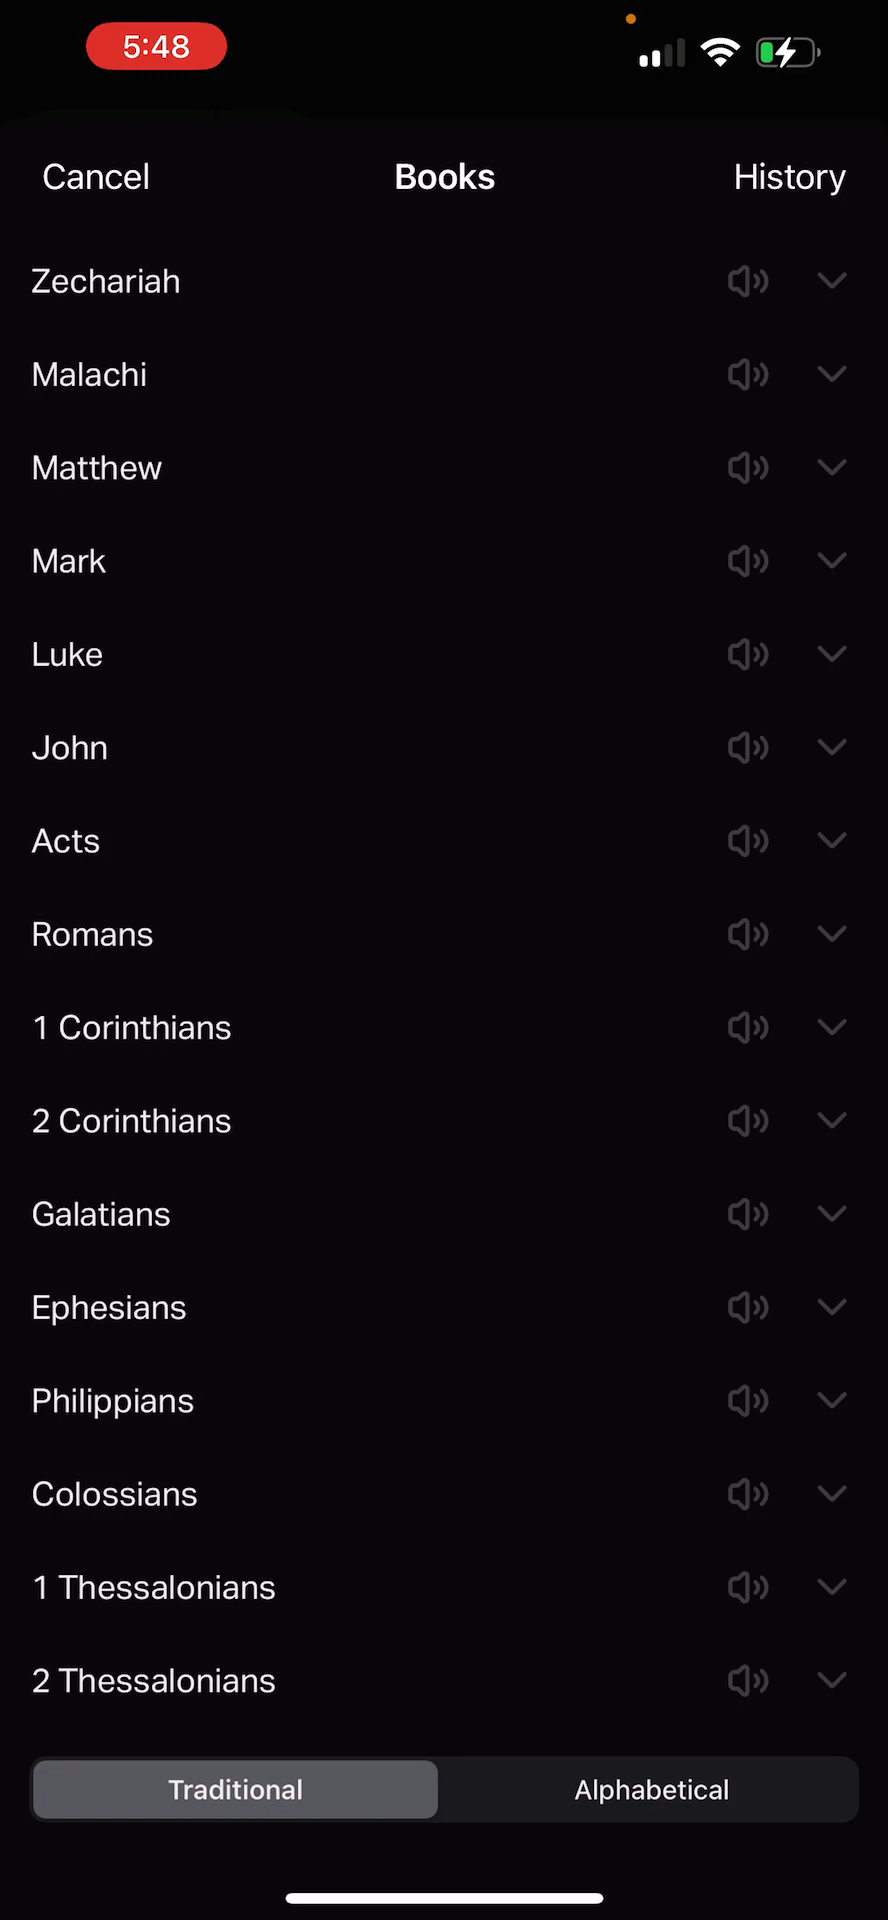 5:48
Cancel Books History
Zechariah
Malachi
Matthew
Mark
Luke
John
Acts
Romans
1 Corinthians
2 Corinthians
Galatians
Ephesians
Philippians
Colossians
1 Thessalonians
2 Thessalonians
Traditional Alphabetical